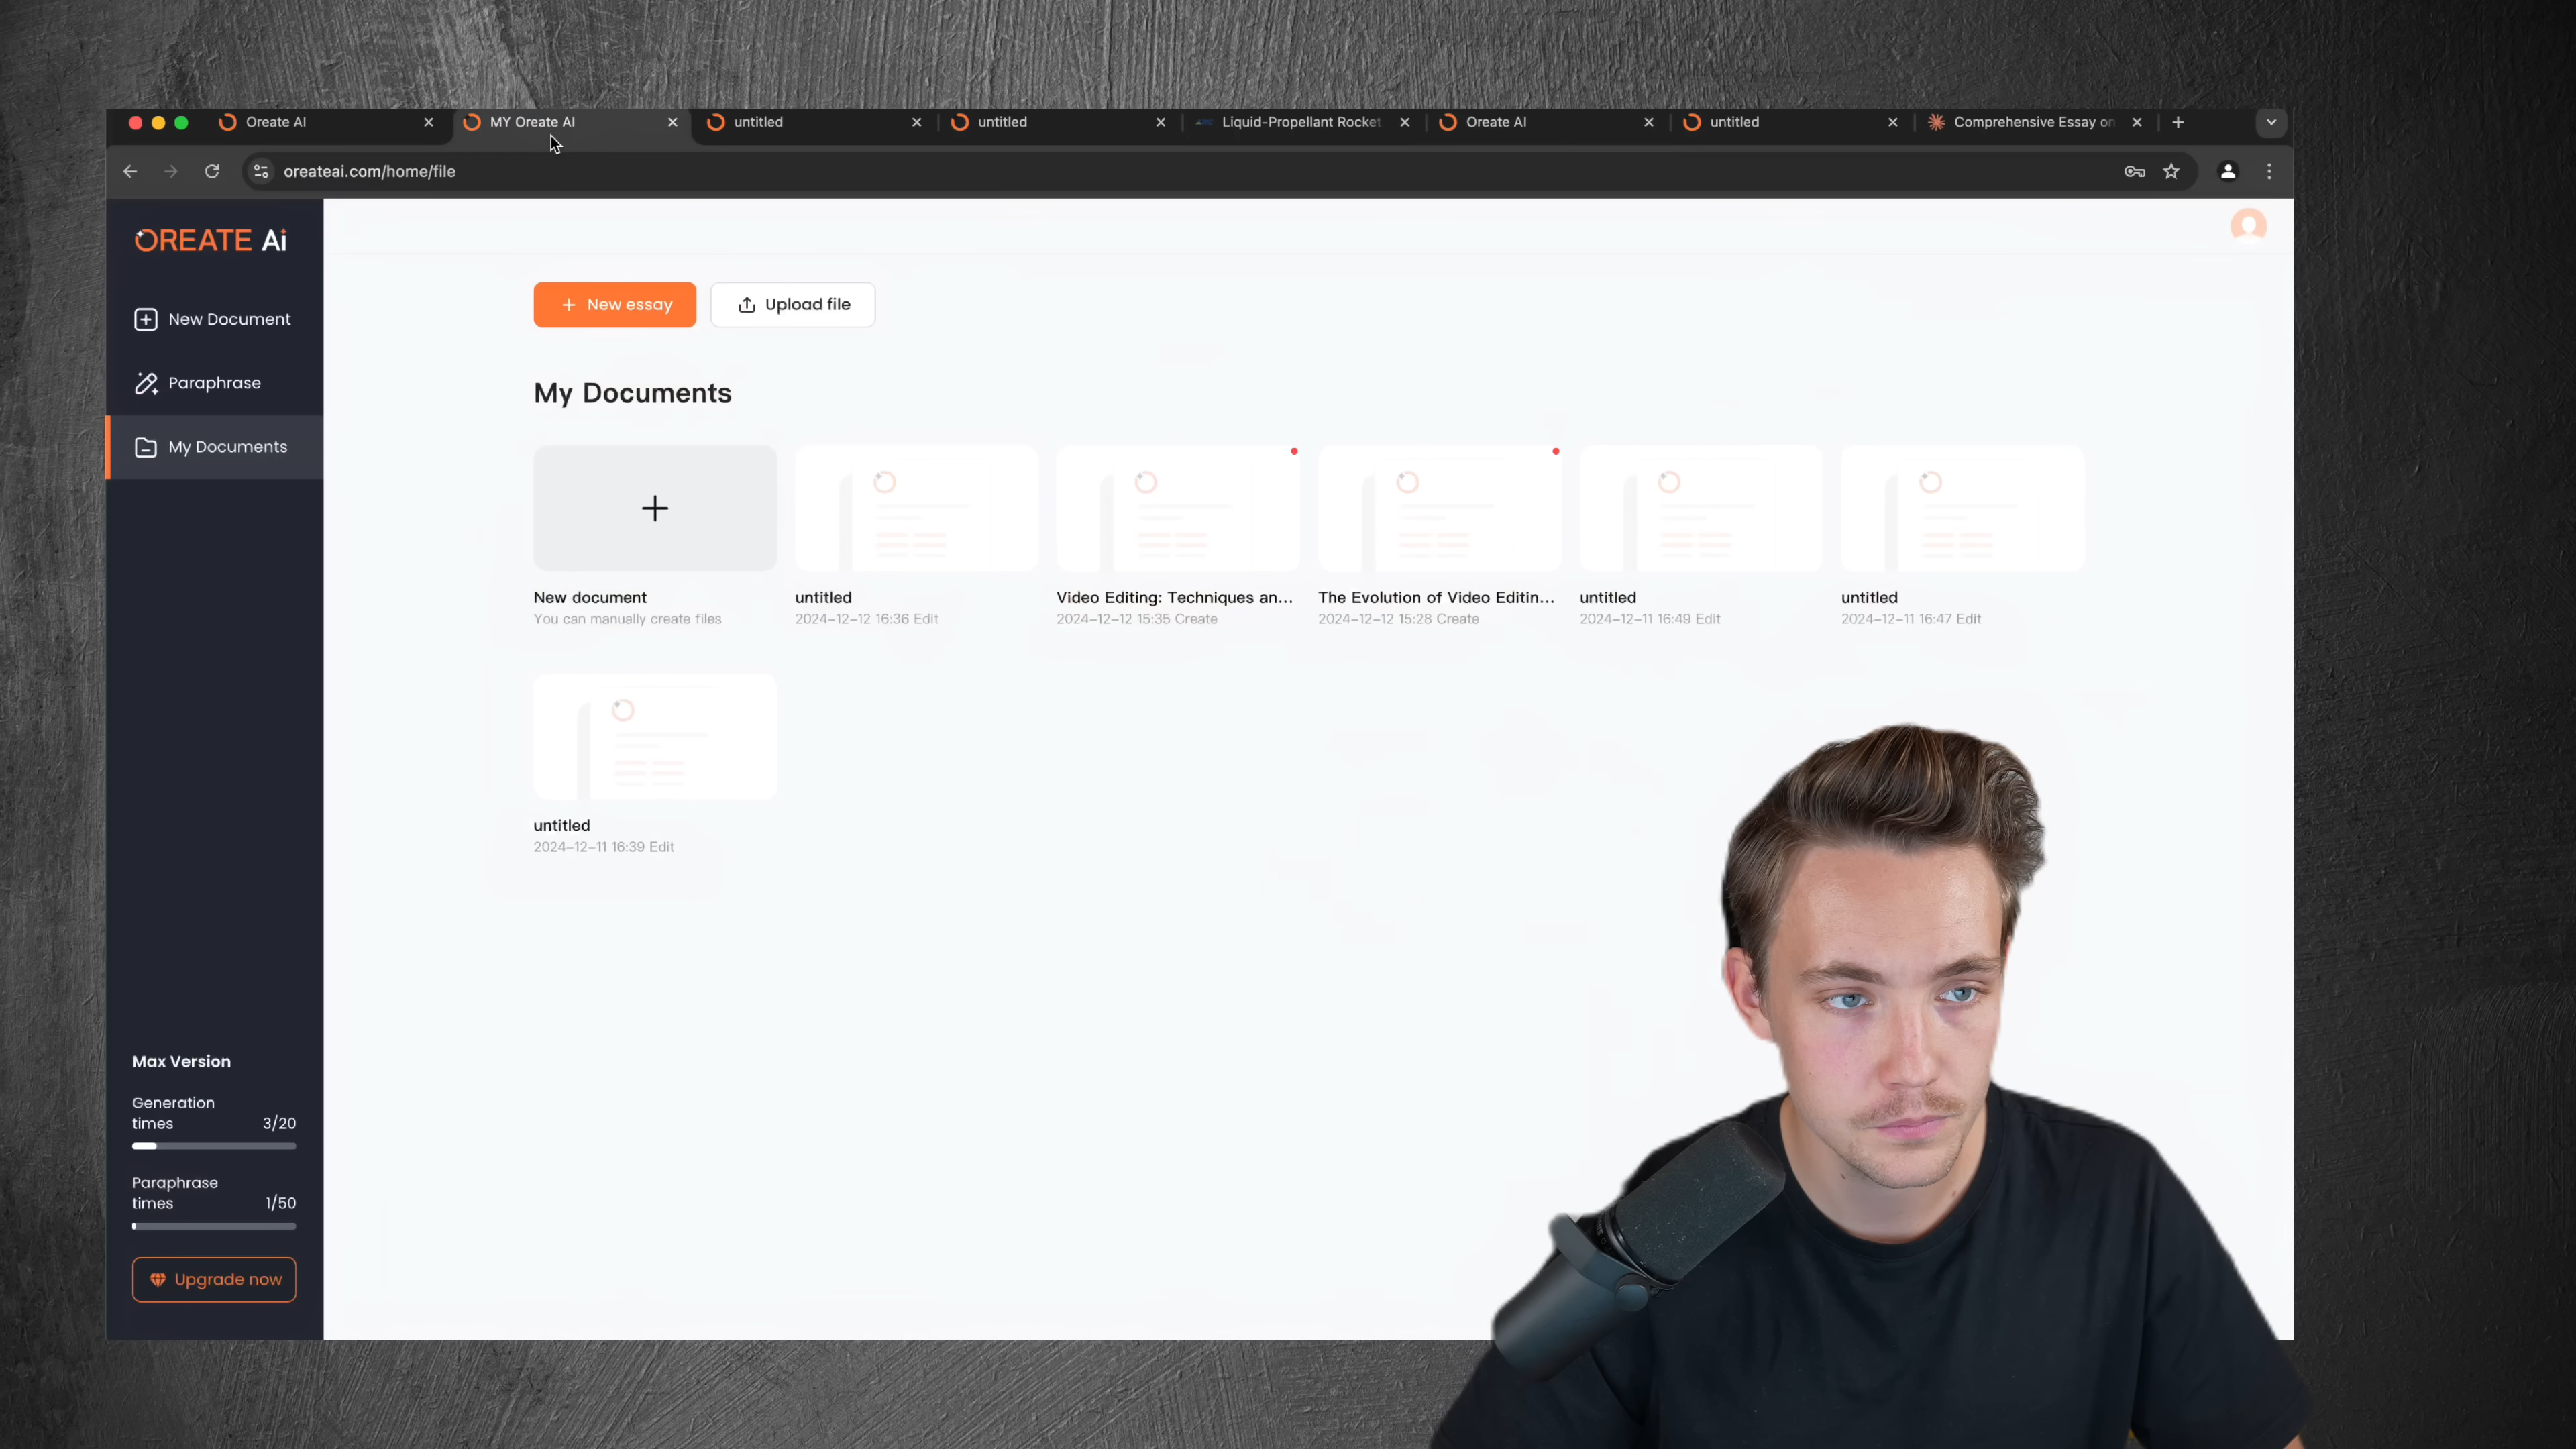 Oreate AI
MY Oreate AI
untitled
untitled
Liquid-Propellant Rocket
Oreate AI
untitled
Comprehensive Essay on
oreateai.com/home/file
OREATE Ai
New Document
Paraphrase
My Documents
New essay
Upload file
My Documents
New document
You can manually create files
untitled
2024-12-12 16:36 Edit
Video Editing: Techniques an...
2024-12-12 15:35 Create
The Evolution of Video Editin...
2024-12-12 15:28 Create
untitled
2024-12-11 16:49 Edit
untitled
2024-12-11 16:47 Edit
untitled
2024-12-11 16:39 Edit
Max Version
Generation
times 3/20
Paraphrase
times 1/50
Upgrade now